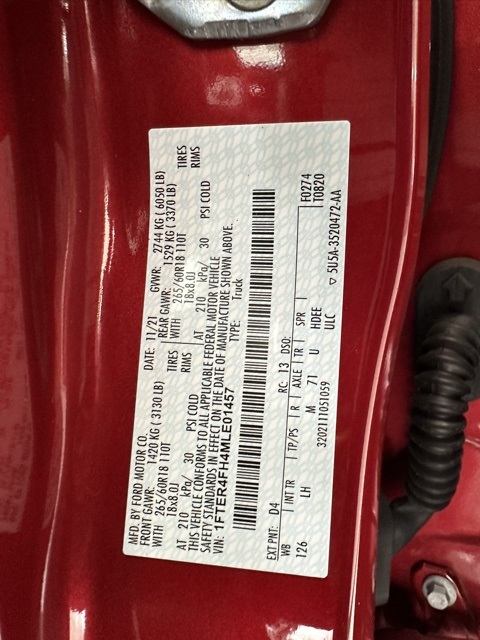 MFD. BY FORD MOTOR CO.
DATE: 11/21 GVWR: 2744 KG ( 6050 LB)
FRONT GAWR: 1420 KG ( 3130 LB) REAR GAWR: 1529 KG ( 3370 LB)
WITH 265/60R18 110T TIRES WITH 265/60R18 110T TIRES
18x8.0J RIMS 18x8.0J RIMS
AT 210 kPa/ 30 PSI COLD AT 210 kPa/ 30 PSI COLD
THIS VEHICLE CONFORMS TO ALL APPLICABLE FEDERAL MOTOR VEHICLE
SAFETY STANDARDS IN EFFECT ON THE DATE OF MANUFACTURE SHOWN ABOVE.
VIN: 1FTER4FH4MLE01457 TYPE: Truck
EXT PNT: D4 RC: 13 DSO: F0274
WB INT TR TP/PS R AXLE TR SPR T0820
126 LH M 71 U HDEE
ULC
3202111051059
▽ 5U5A-3S20472-AA